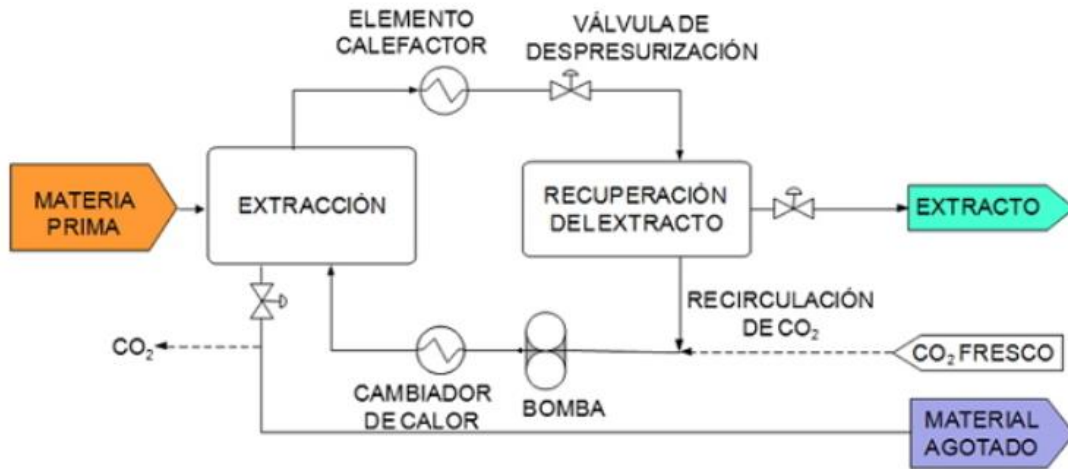 ELEMENTO
CALEFACTOR
VÁLVULA DE
DESPRESURIZACIÓN
MATERIA
PRIMA
EXTRACCIÓN
RECUPERACIÓN
DEL EXTRACTO
EXTRACTO
RECIRCULACIÓN
DE CO₂
CO₂
CO₂ FRESCO
CAMBIADOR
DE CALOR
BOMBA
MATERIAL
AGOTADO